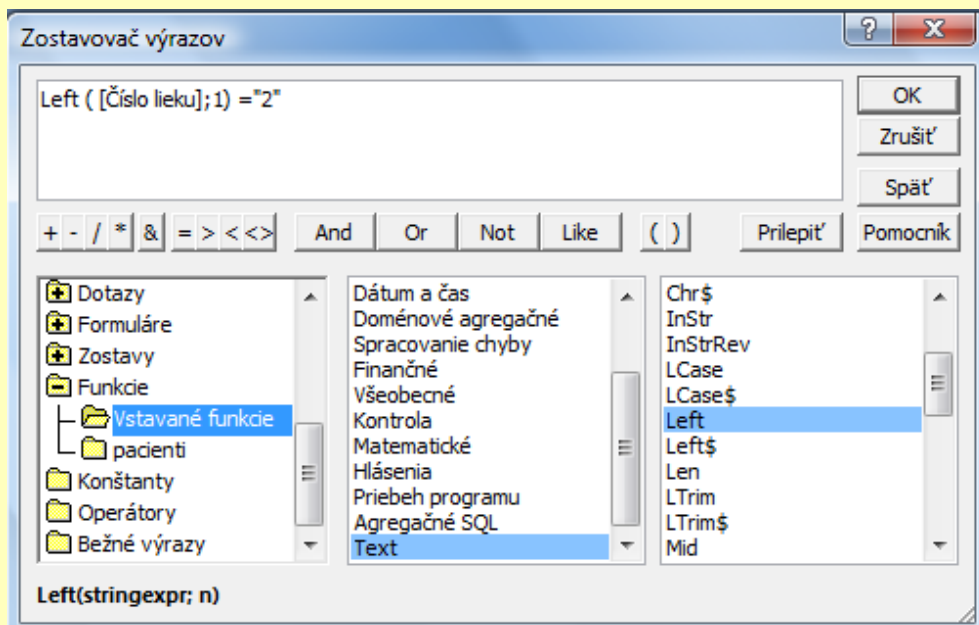 Zostavovač výrazov
Left ( [Číslo lieku]; 1) ="2"
OK
Zrušiť
Späť
+ - / * & = > < <> And Or Not Like ( ) Prilepiť Pomocník
Dotazy
Formuláre
Zostavy
Funkcie
Vstavané funkcie
pacienti
Konštanty
Operátory
Bežné výrazy
Dátum a čas
Doménové agregačné
Spracovanie chyby
Finančné
Všeobecné
Kontrola
Matematické
Hlásenia
Priebeh programu
Agregačné SQL
Text
Chr$
InStr
InStrRev
LCase
LCase$
Left
Left$
Len
LTrim
LTrim$
Mid
Left(stringexpr; n)